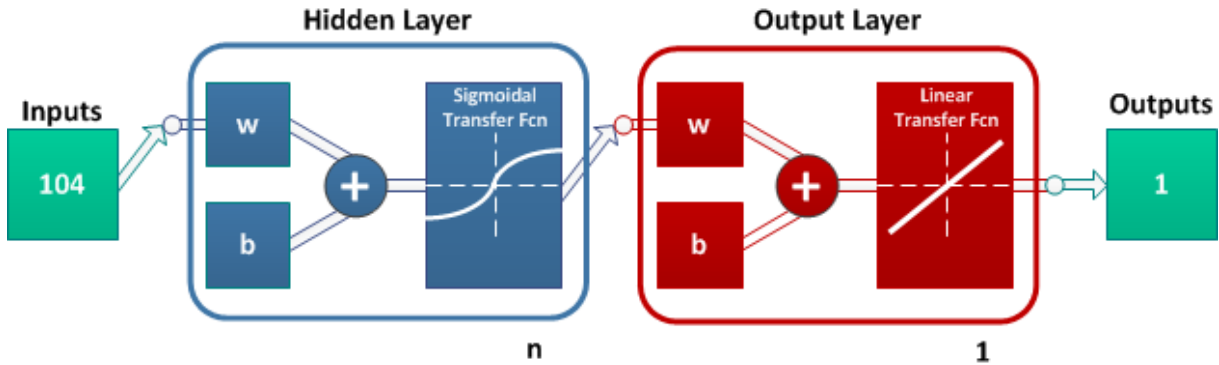 Hidden Layer
Output Layer
Inputs
104
w
b
+
Sigmoidal
Transfer Fcn
n
w
b
+
Linear
Transfer Fcn
1
Outputs
1